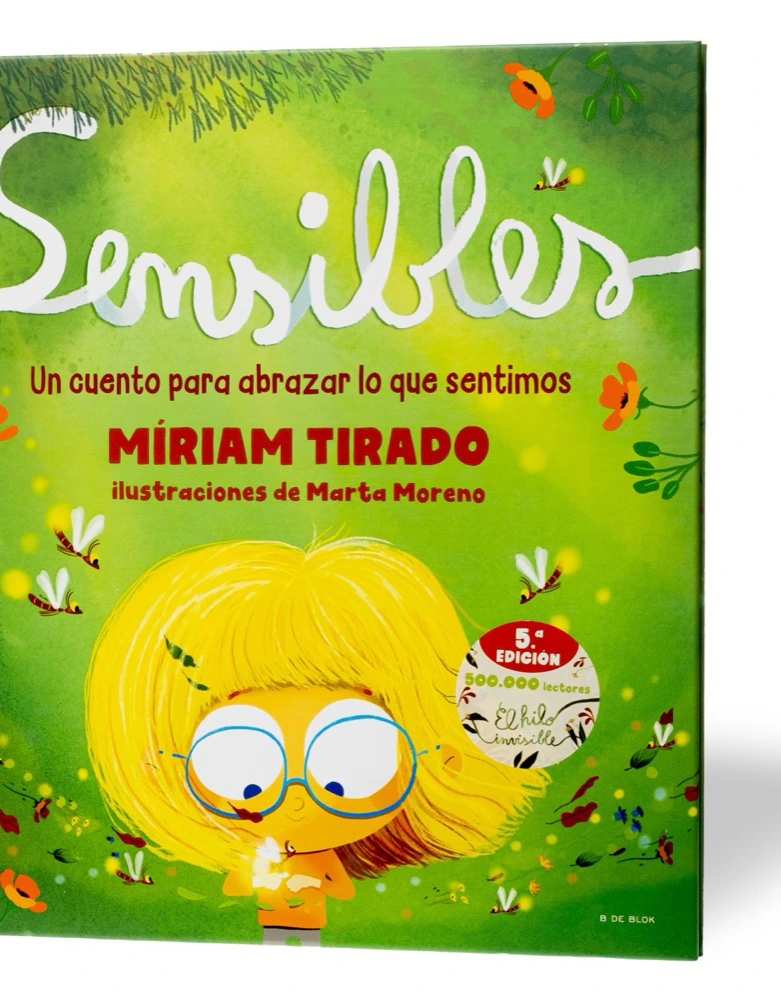 Sensibles
Un cuento para abrazar lo que sentimos
MÍRIAM TIRADO
ilustraciones de Marta Moreno
5.ª
EDICIÓN
500.000 lectores
El hilo
invisible
B DE BLOK